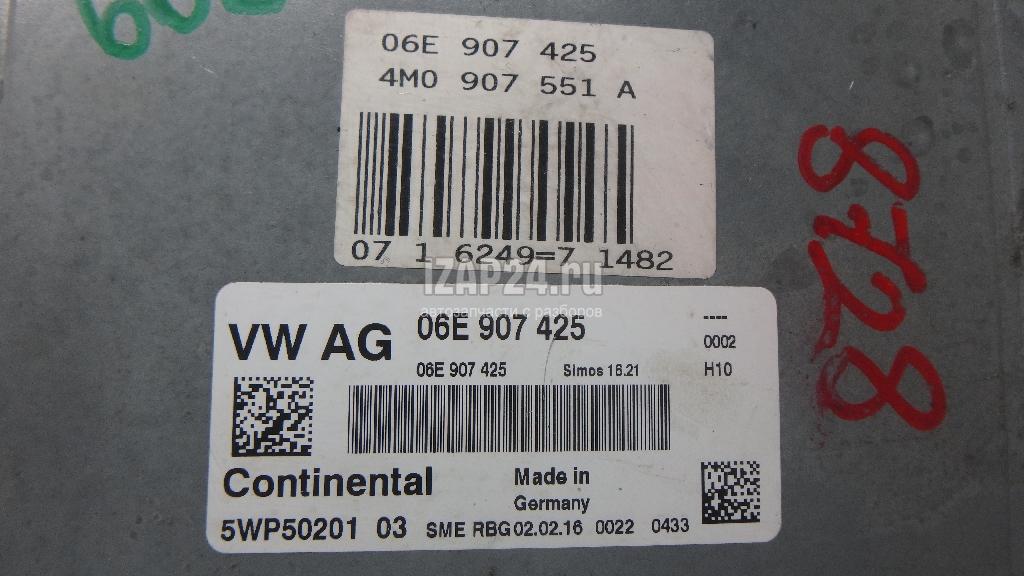 06E 907 425
4M0 907 551 A
07 1 6249=7 1482
IZAP24.ru
автозапчасти с разборов
VW AG 06E 907 425
----
0002
06E 907 425 Simos 16.21 H10
Continental Made in
Germany
5WP50201 03 SME RBG 02.02.16 0022 0433